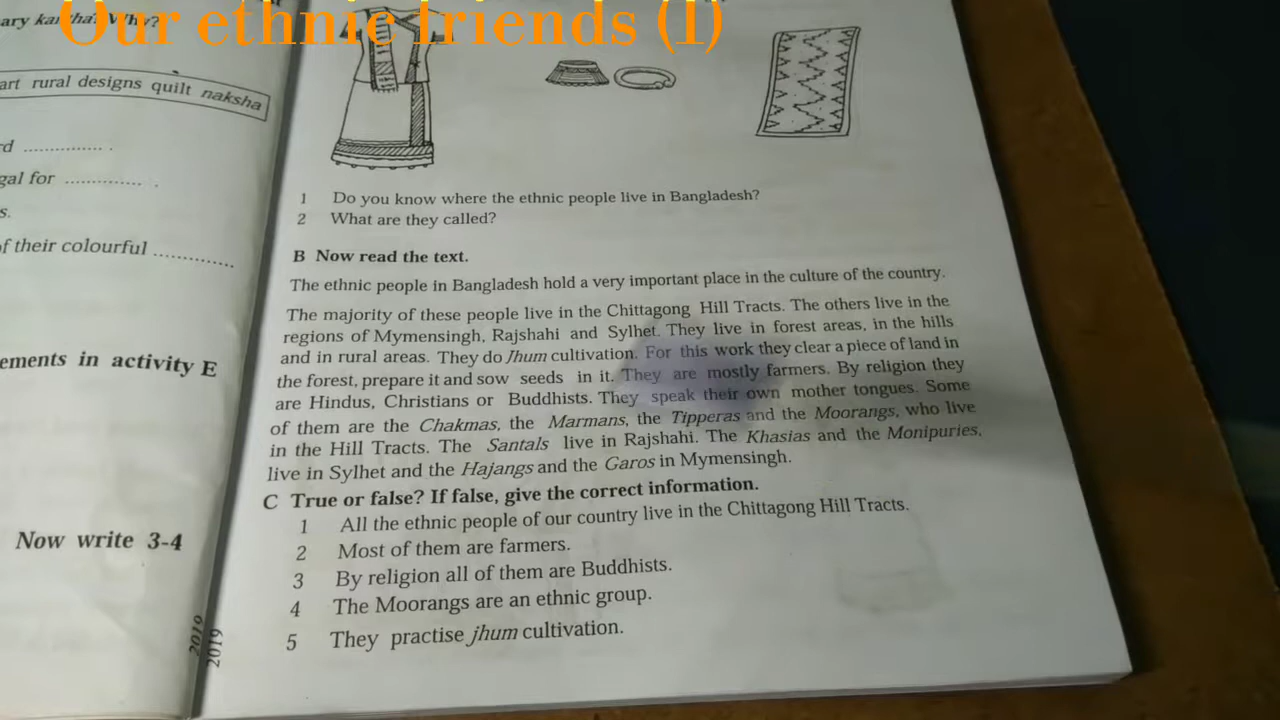 Our ethnic friends (1)
ary kantha? Why?
art rural designs quilt naksha
rd ............... .
gal for .............. .
s.
of their colourful ..............
ements in activity E
Now write 3-4
2019
2019
1 Do you know where the ethnic people live in Bangladesh?
2 What are they called?
B Now read the text.
The ethnic people in Bangladesh hold a very important place in the culture of the country.
The majority of these people live in the Chittagong Hill Tracts. The others live in the
regions of Mymensingh, Rajshahi and Sylhet. They live in forest areas, in the hills
and in rural areas. They do Jhum cultivation. For this work they clear a piece of land in
the forest, prepare it and sow seeds in it. They are mostly farmers. By religion they
are Hindus, Christians or Buddhists. They speak their own mother tongues. Some
of them are the Chakmas, the Marmans, the Tipperas and the Moorangs, who live
in the Hill Tracts. The Santals live in Rajshahi. The Khasias and the Monipuries,
live in Sylhet and the Hajangs and the Garos in Mymensingh.
C True or false? If false, give the correct information.
1 All the ethnic people of our country live in the Chittagong Hill Tracts.
2 Most of them are farmers.
3 By religion all of them are Buddhists.
4 The Moorangs are an ethnic group.
5 They practise jhum cultivation.